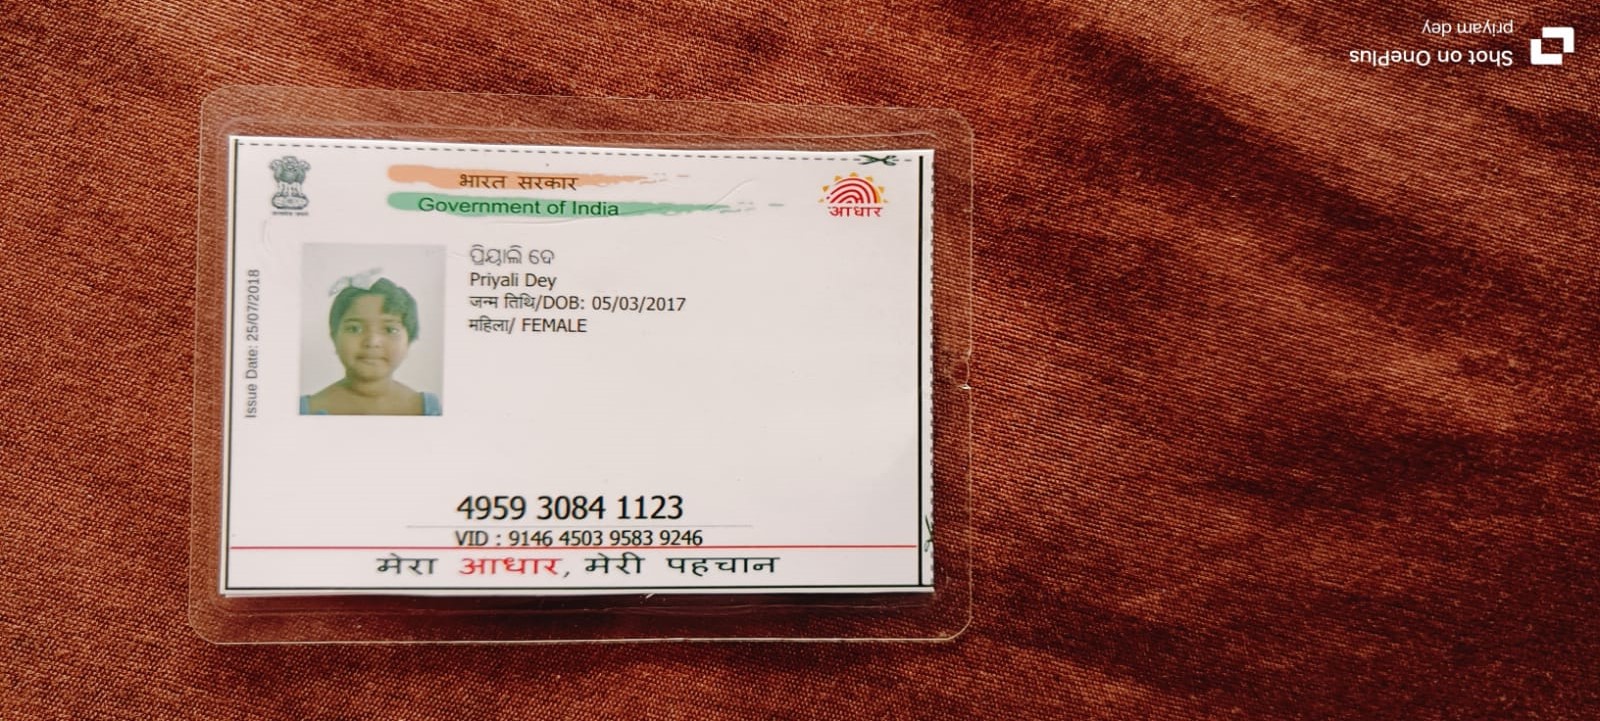 भारत सरकार
Government of India
आधार
ପ୍ରିୟାଲି ଦେ
Priyali Dey
जन्म तिथि/DOB: 05/03/2017
महिला/ FEMALE
Issue Date: 25/07/2018
4959 3084 1123
VID : 9146 4503 9583 9246
मेरा आधार, मेरी पहचान
Shot on OnePlus
priyam dey